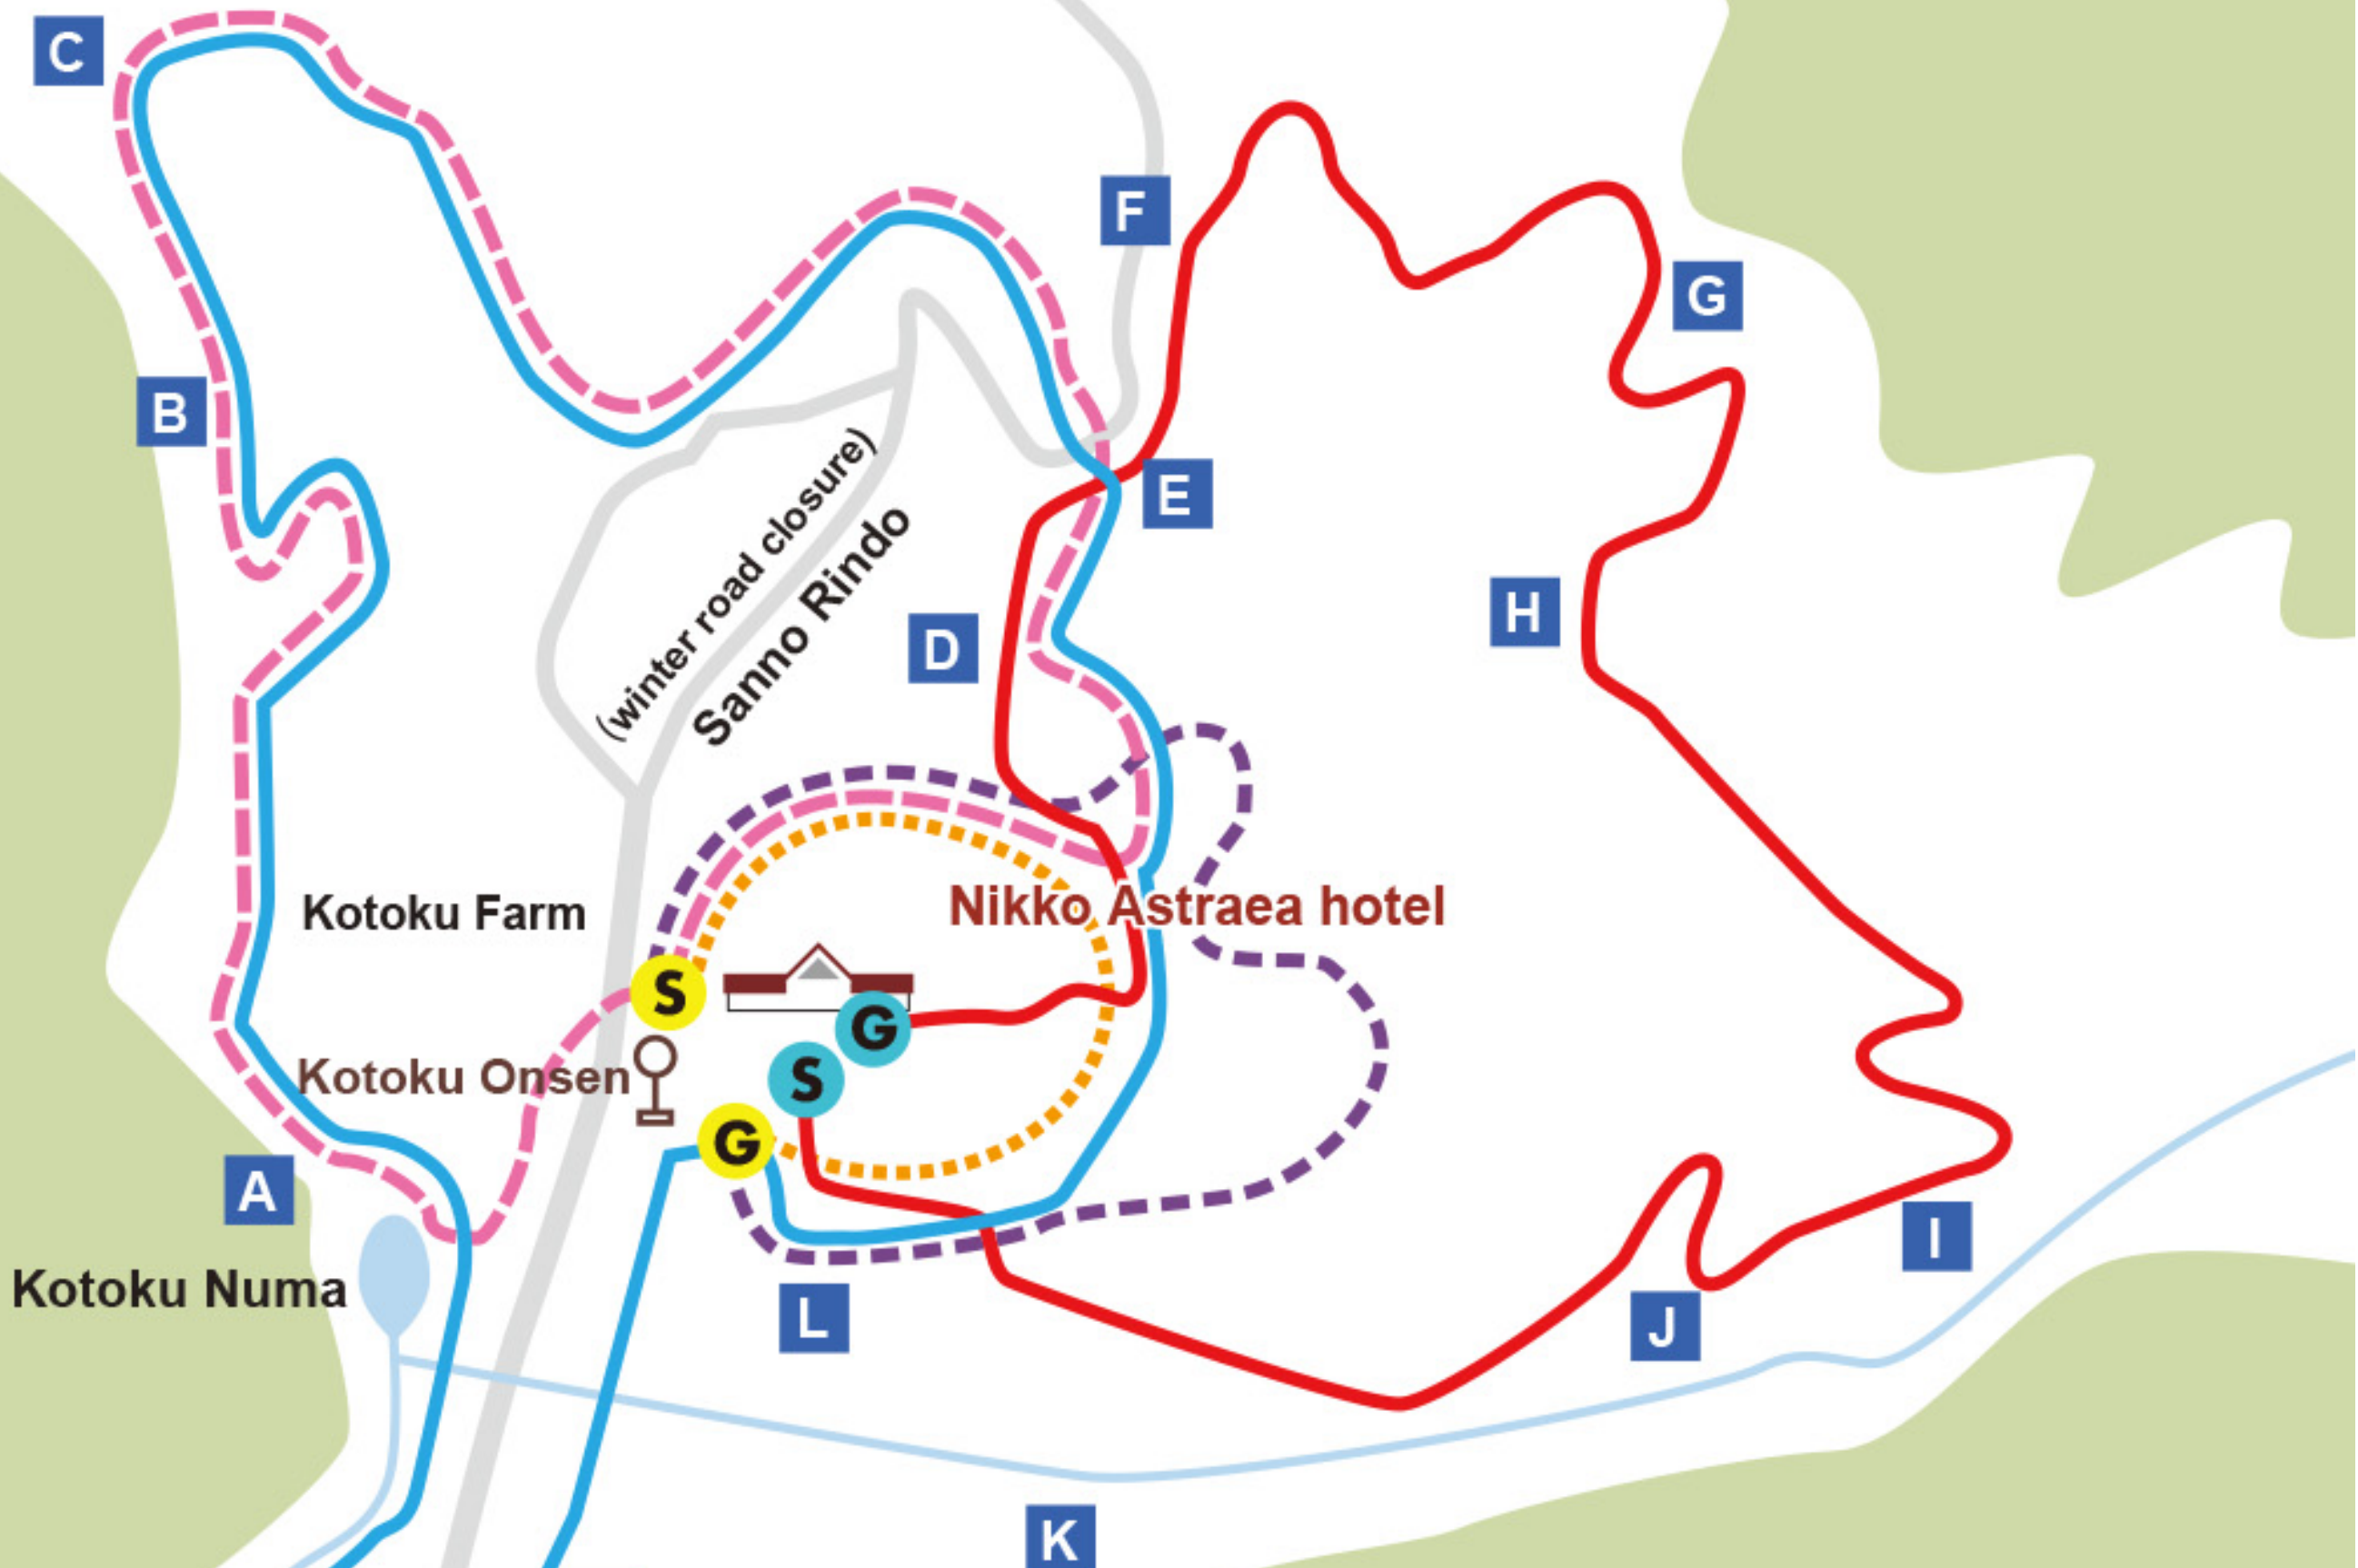 C
F
G
B
E
(winter road closure)
Sanno Rindo
D
H
Kotoku Farm
Nikko Astraea hotel
S
G
Kotoku Onsen
S
G
A
I
Kotoku Numa
L
J
K